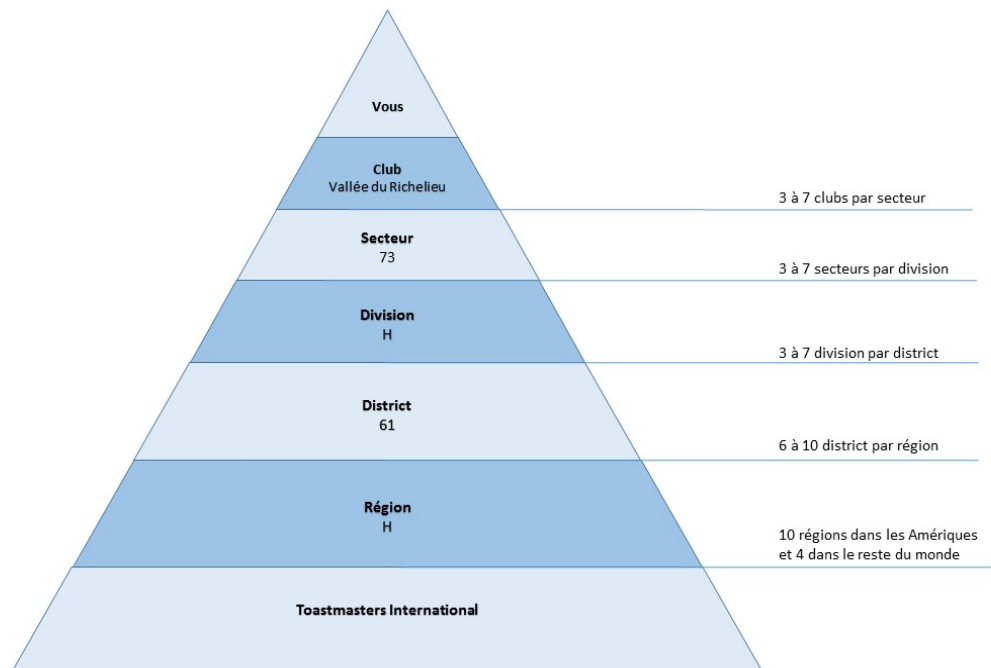 Vous
Club
Vallée du Richelieu
3 à 7 clubs par secteur
Secteur
73
3 à 7 secteurs par division
Division
H
3 à 7 division par district
District
61
6 à 10 district par région
Région
H
10 régions dans les Amériques
et 4 dans le reste du monde
Toastmasters International